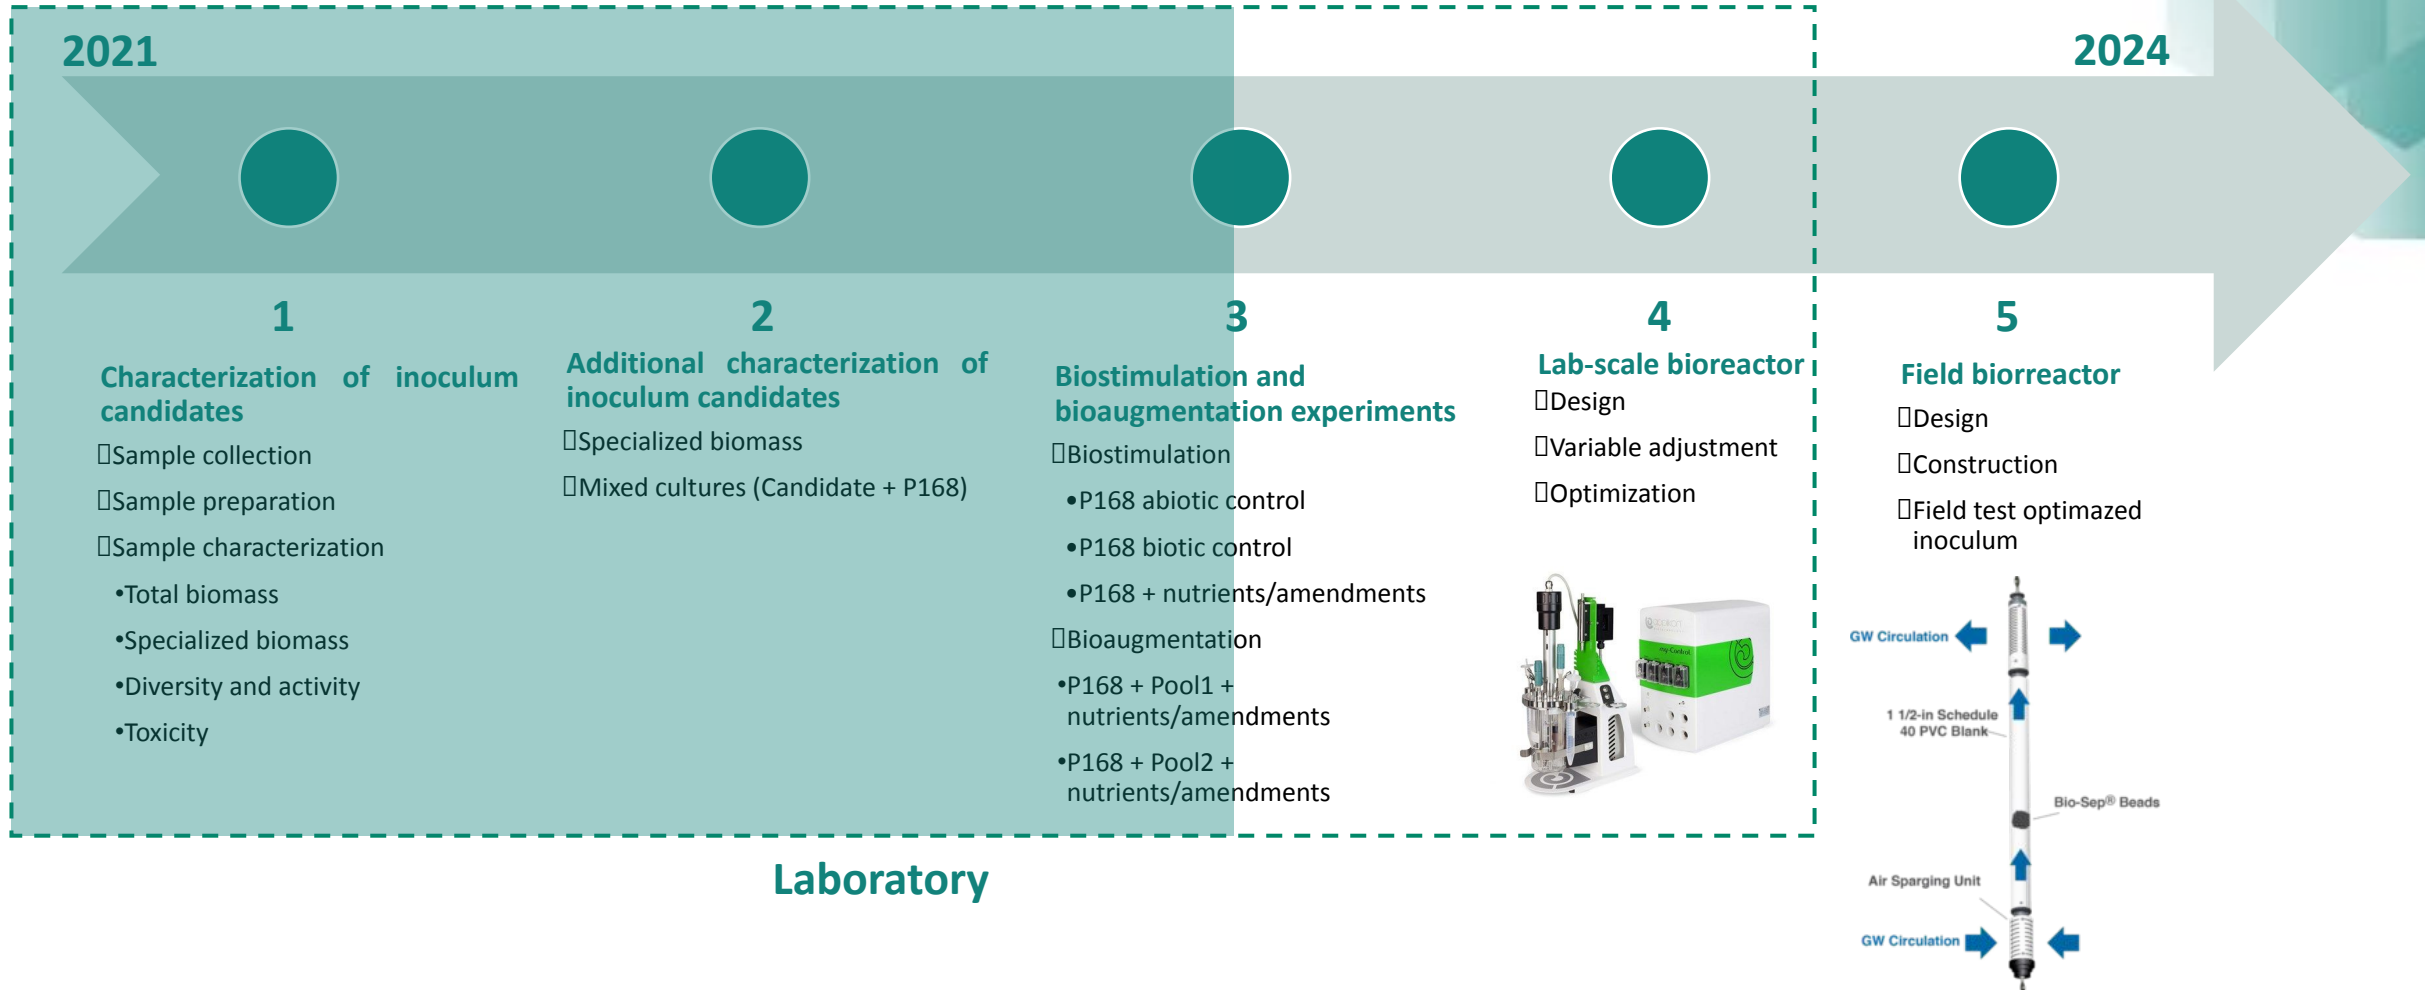 2021
2024
1
Characterization of inoculum
candidates
Sample collection
Sample preparation
Sample characterization
•Total biomass
•Specialized biomass
•Diversity and activity
•Toxicity
2
Additional characterization of
inoculum candidates
Specialized biomass
Mixed cultures (Candidate + P168)
3
Biostimulation and
bioaugmentation experiments
Biostimulation
•P168 abiotic control
•P168 biotic control
•P168 + nutrients/amendments
Bioaugmentation
•P168 + Pool1 +
nutrients/amendments
•P168 + Pool2 +
nutrients/amendments
4
Lab-scale bioreactor
Design
Variable adjustment
Optimization
my-Control
5
Field biorreactor
Design
Construction
Field test optimazed
inoculum
GW Circulation
1 1/2-in Schedule
40 PVC Blank
Bio-Sep® Beads
Air Sparging Unit
GW Circulation
Laboratory